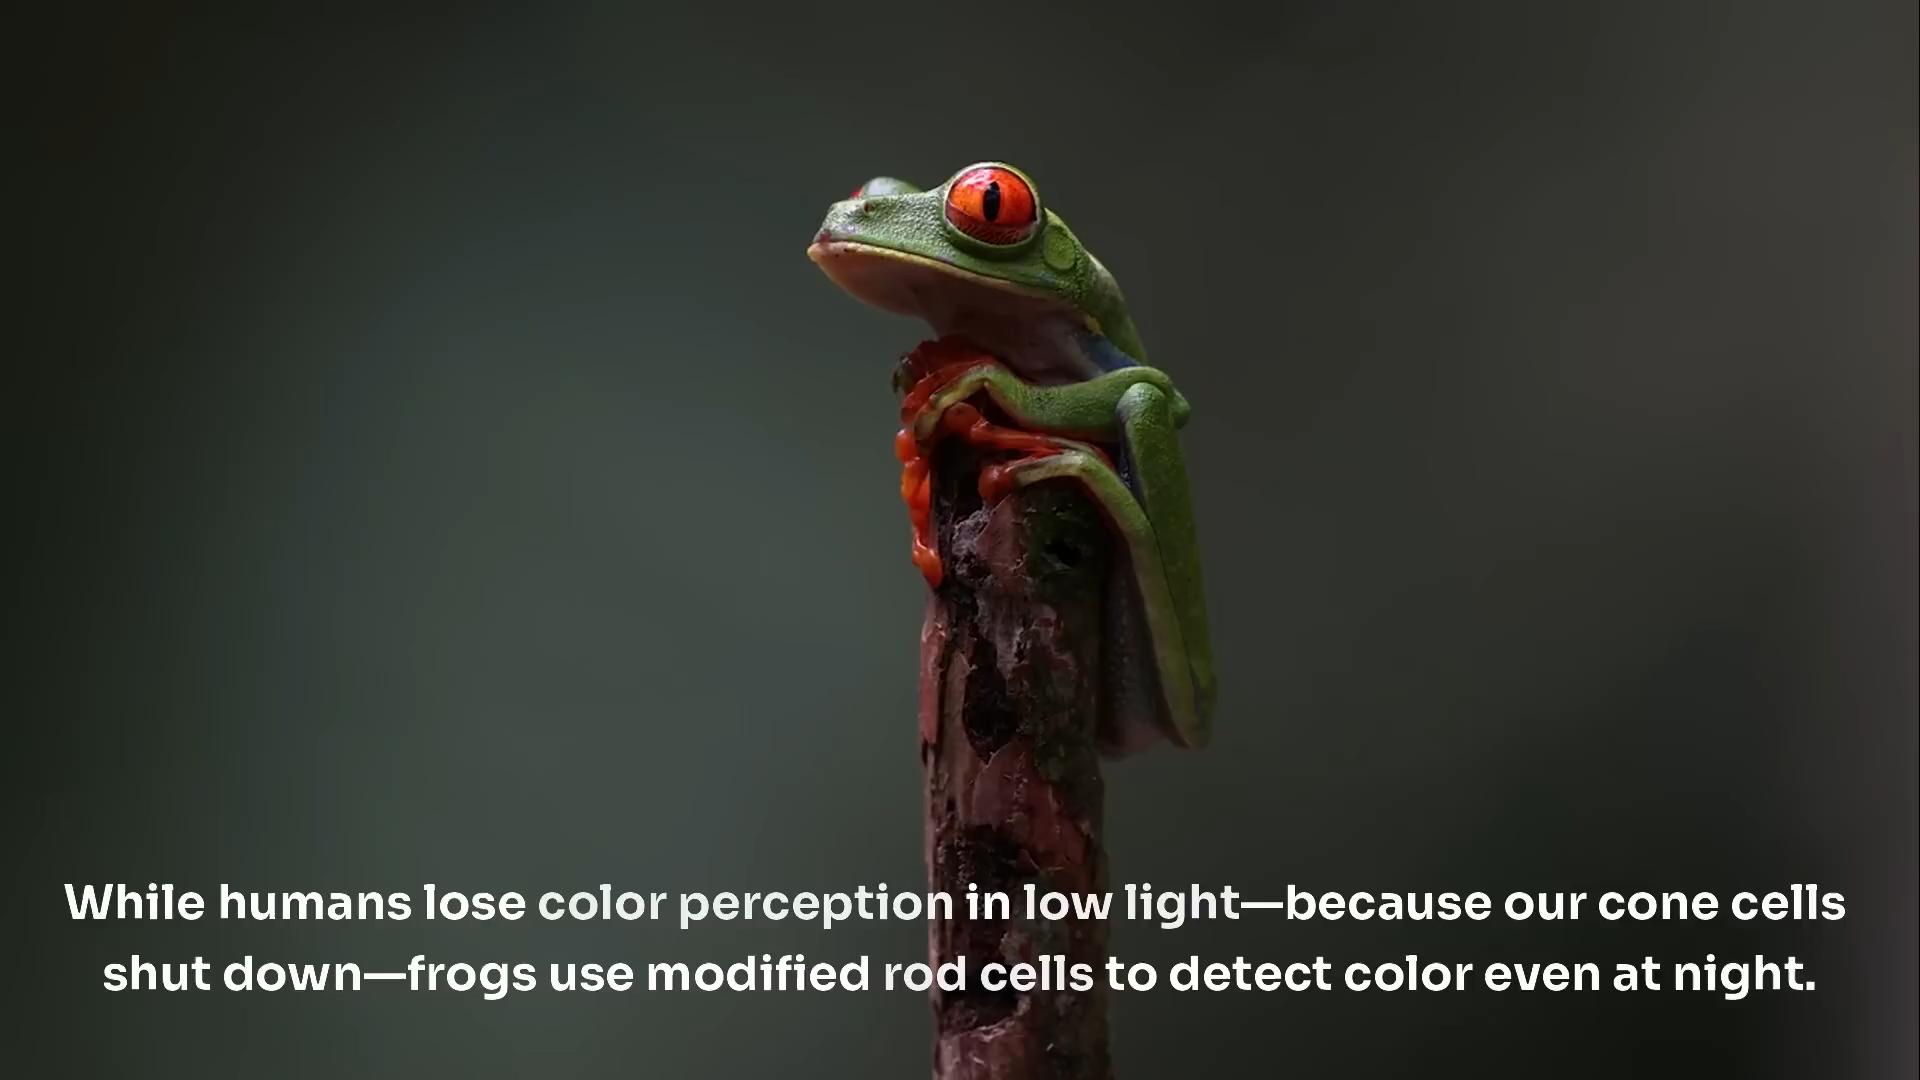 While humans lose color perception in low light—because our cone cells
shut down—frogs use modified rod cells to detect color even at night.